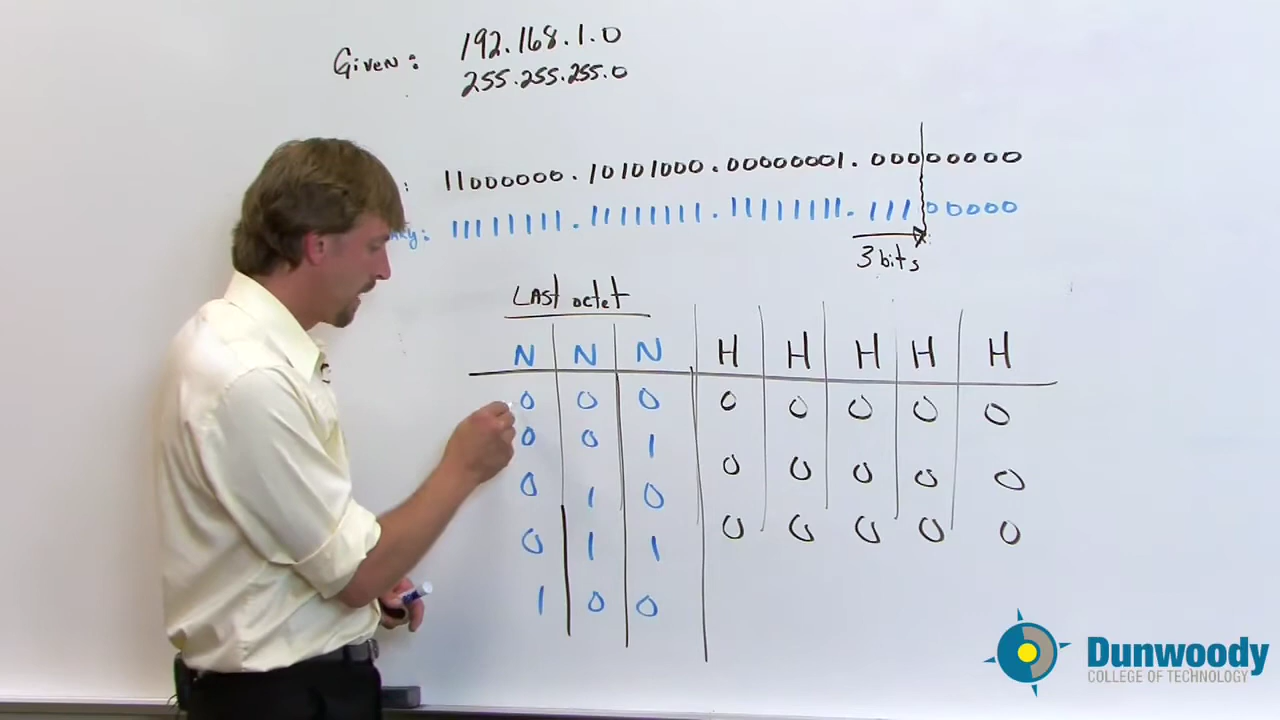 Given: 192.168.1.0
255.255.255.0
: 11000000.10101000.00000001.00000000
: 11111111.11111111.11111111.11100000
3 bits
Last octet
N N N H H H H H
0 0 0 0 0 0 0 0
0 0 1
0 0 0 0 0
0 1 0
0 1 1 0 0 0 0 0
1 0 0
Dunwoody
COLLEGE OF TECHNOLOGY